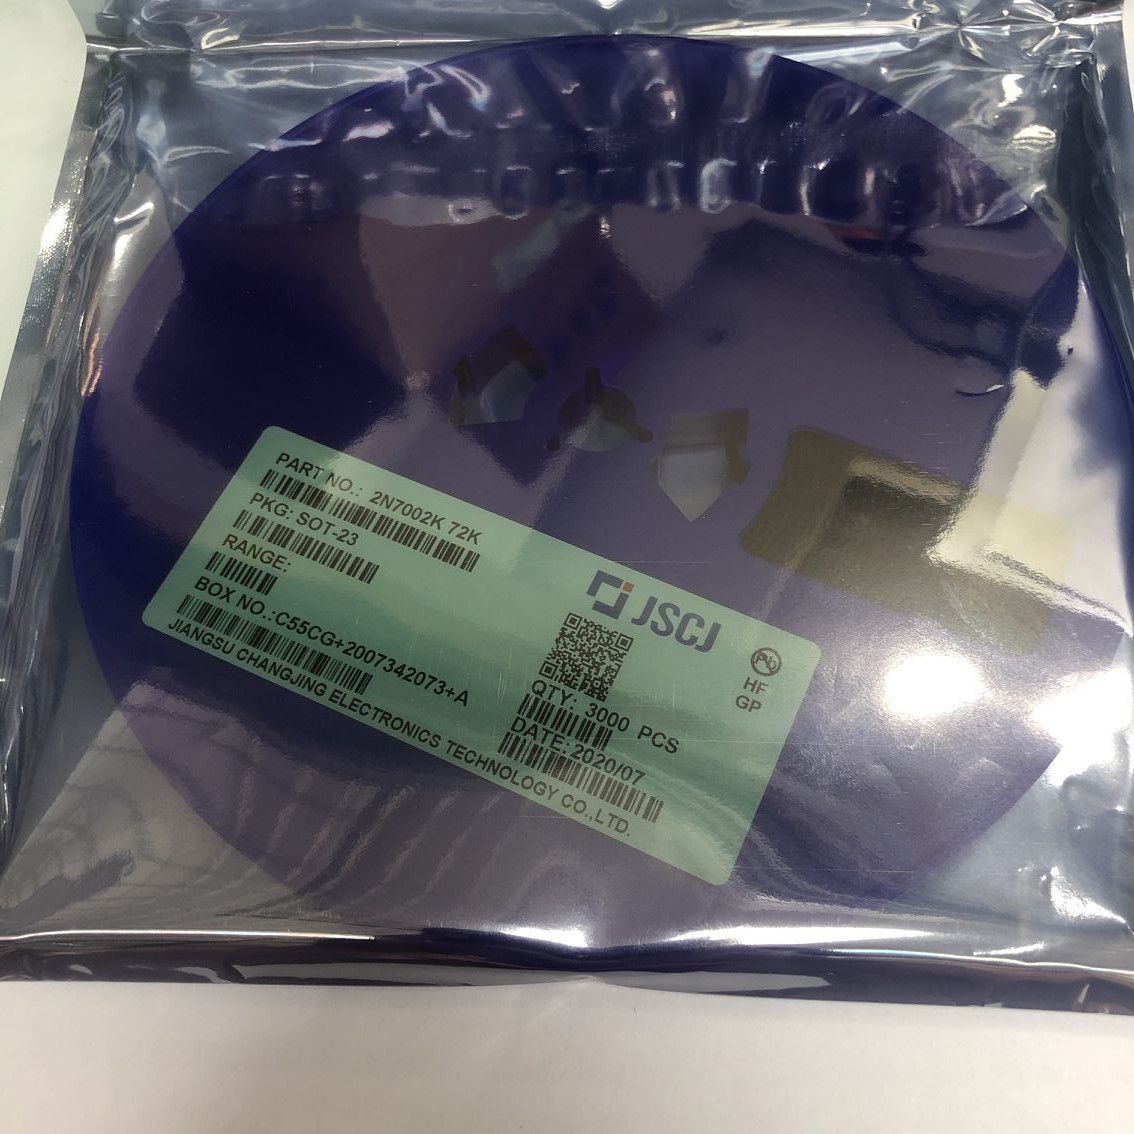 PART NO.: 2N7002K 72K
PKG: SOT-23
RANGE:
BOX NO.:C55CG+2007342073+A
JIANGSU CHANGJING ELECTRONICS TECHNOLOGY CO.,LTD.
JSCJ
QTY: 3000 PCS
DATE: 2020/07
Pb
HF
GP